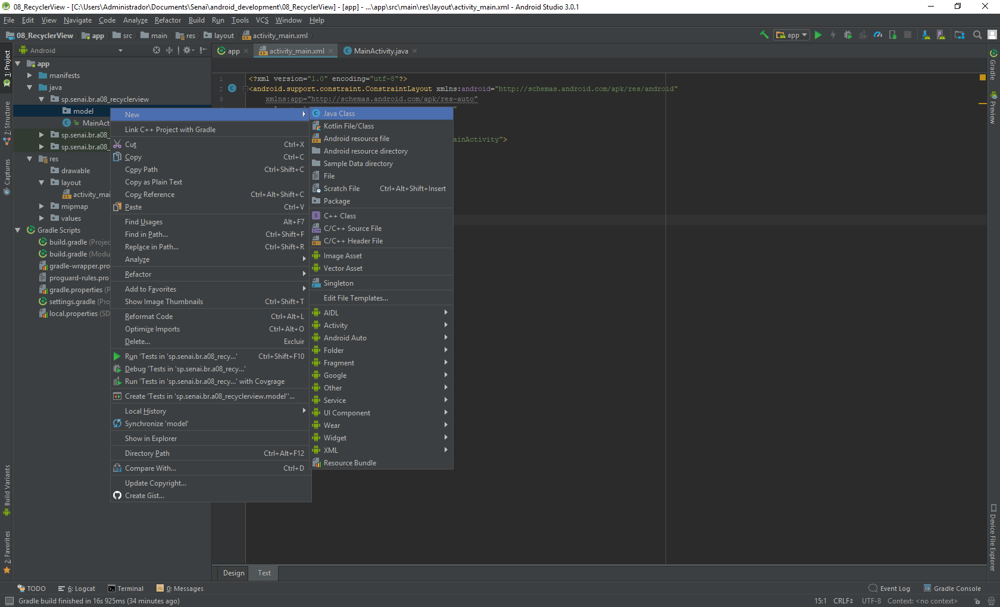 08_RecyclerView - [C:\Users\Administrador\Documents\Senai\android_development\08_RecyclerView] - [app] - ...\app\src\main\res\layout\activity_main.xml - Android Studio 3.0.1
File Edit View Navigate Code Analyze Refactor Build Run Tools VCS Window Help
08_RecyclerView app src main res layout activity_main.xml app
Android
app activity_main.xml MainActivity.java
1: Project
7: Structure
Captures
Build Variants
2: Favorites
app
manifests
java
sp.senai.br.a08_recyclerview
model
MainAct
sp.senai.br.a08_
sp.senai.br.a08_
res
drawable
layout
activity_mai
mipmap
values
Gradle Scripts
build.gradle (Projec
build.gradle (Modu
gradle-wrapper.pro
proguard-rules.pro
gradle.properties (P
settings.gradle (Pro
local.properties (SD
New
Link C++ Project with Gradle
Cut Ctrl+X
Copy Ctrl+C
Copy Path Ctrl+Shift+C
Copy as Plain Text
Copy Reference Ctrl+Alt+Shift+C
Paste Ctrl+V
Find Usages Alt+F7
Find in Path... Ctrl+Shift+F
Replace in Path... Ctrl+Shift+R
Analyze
Refactor
Add to Favorites
Show Image Thumbnails Ctrl+Shift+T
Reformat Code Ctrl+Alt+L
Optimize Imports Ctrl+Alt+O
Delete... Excluir
Run 'Tests in 'sp.senai.br.a08_recy...' Ctrl+Shift+F10
Debug 'Tests in 'sp.senai.br.a08_recy...'
Run 'Tests in 'sp.senai.br.a08_recy...' with Coverage
Create 'Tests in 'sp.senai.br.a08_recyclerview.model''...
Local History
Synchronize 'model'
Show in Explorer
Directory Path Ctrl+Alt+F12
Compare With... Ctrl+D
Update Copyright...
Create Gist...
Java Class
Kotlin File/Class
Android resource file
Android resource directory
Sample Data directory
File
Scratch File Ctrl+Alt+Shift+Insert
Package
C++ Class
C/C++ Source File
C/C++ Header File
Image Asset
Vector Asset
Singleton
Edit File Templates...
AIDL
Activity
Android Auto
Folder
Fragment
Google
Other
Service
UI Component
Wear
Widget
XML
Resource Bundle
1 <?xml version="1.0" encoding="utf-8"?>
2 <android.support.constraint.ConstraintLayout xmlns:android="http://schemas.android.com/apk/res/android"
3 xmlns:app="http://schemas.android.com/apk/res-auto"
ainActivity">
Gradle
Preview
Device File Explorer
Design Text
TODO 6: Logcat Terminal 0: Messages Event Log Gradle Console
Gradle build finished in 16s 925ms (34 minutes ago) 15:1 CRLF UTF-8 Context: <no context>